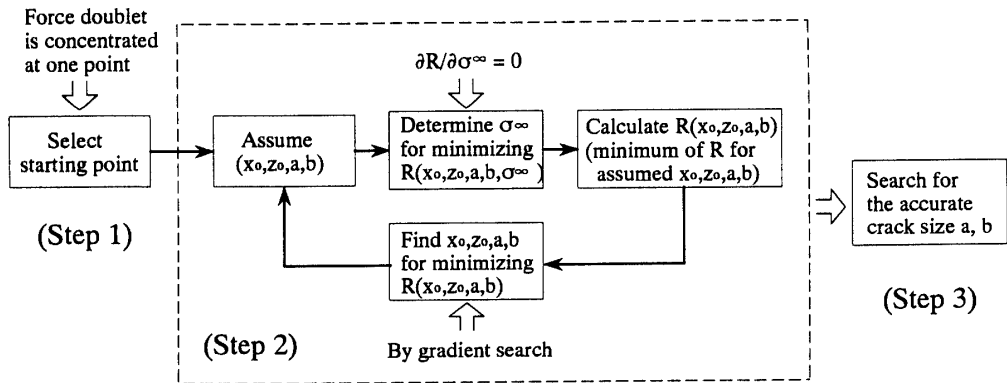 Force doublet
is concentrated
at one point
Select
starting point
(Step 1)
Assume
(x₀,z₀,a,b)
∂R/∂σ∞ = 0
Determine σ∞
for minimizing
R(x₀,z₀,a,b,σ∞ )
Calculate R(x₀,z₀,a,b)
(minimum of R for
assumed x₀,z₀,a,b)
Find x₀,z₀,a,b
for minimizing
R(x₀,z₀,a,b)
By gradient search
(Step 2)
Search for
the accurate
crack size a, b
(Step 3)